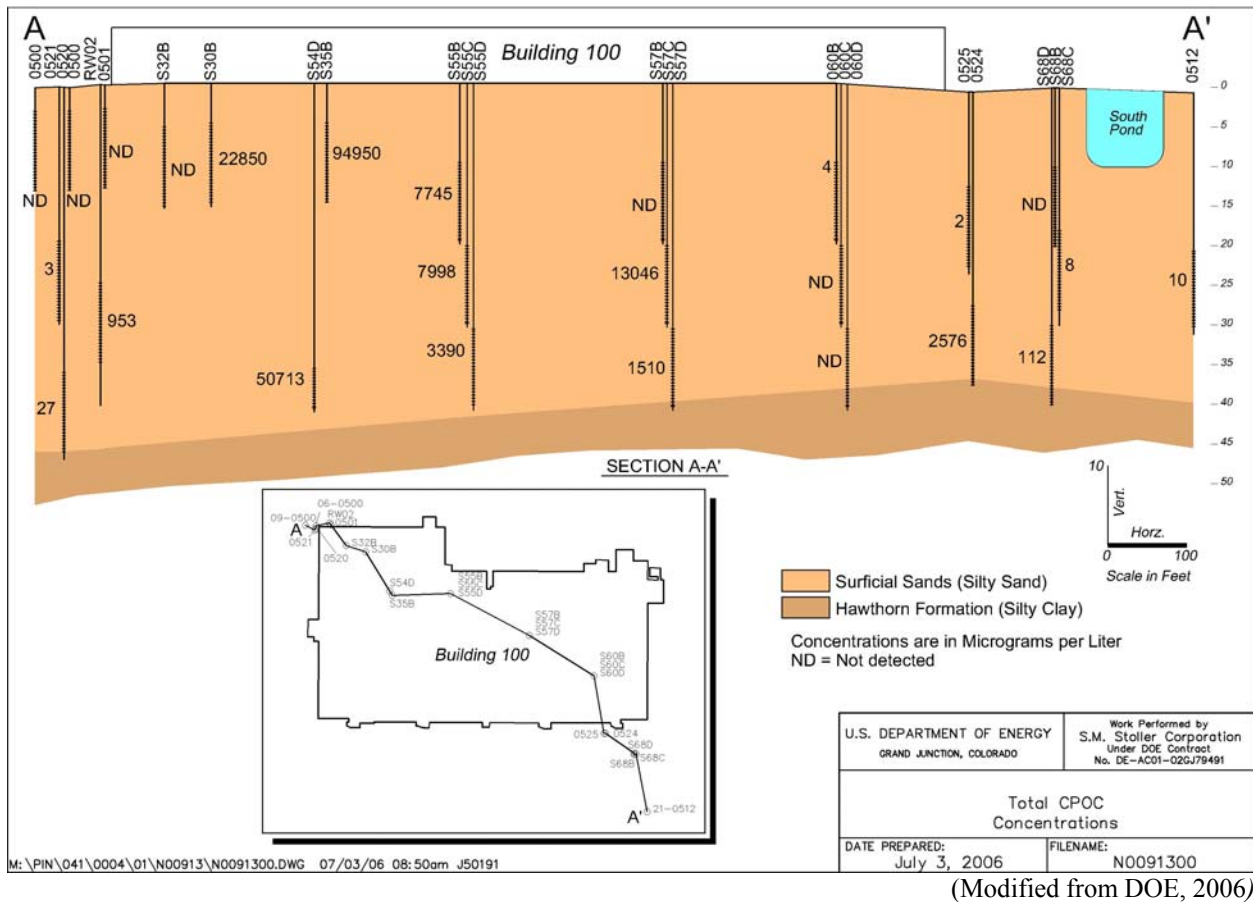 A
A'
Building 100
0500
0521
0520
0500
RW02
0501
S32B
S30B
S54D
S35B
S55B
S55C
S55D
S57B
S57C
S57D
060B
060C
060D
0525
0524
S68D
S68B
S68C
0512
0
5
10
15
20
25
30
35
40
45
50
South
Pond
ND
ND
ND
3
27
953
ND
22850
50713
94950
7745
7998
3390
ND
13046
1510
4
ND
ND
2
2576
ND
8
112
10
SECTION A-A'
A
09-0500
06-0500
RW02
0501
0521
0520
S32B
S30B
S54D
S35B
S55D
S57B
S57C
S57D
Building 100
S60B
S60C
S60D
0525
0524
S68D
S68C
S68B
A'
21-0512
10
Vert.
Horz.
0
100
Scale in Feet
Surficial Sands (Silty Sand)
Hawthorn Formation (Silty Clay)
Concentrations are in Micrograms per Liter
ND = Not detected
U.S. DEPARTMENT OF ENERGY
GRAND JUNCTION, COLORADO
Work Performed by
S.M. Stoller Corporation
Under DOE Contract
No. DE-AC01-02GJ79491
Total CPOC
Concentrations
DATE PREPARED:
July 3, 2006
FILENAME:
N0091300
M: \PIN\041\0004\01\N00913\N0091300.DWG 07/03/06 08:50am J50191
(Modified from DOE, 2006)